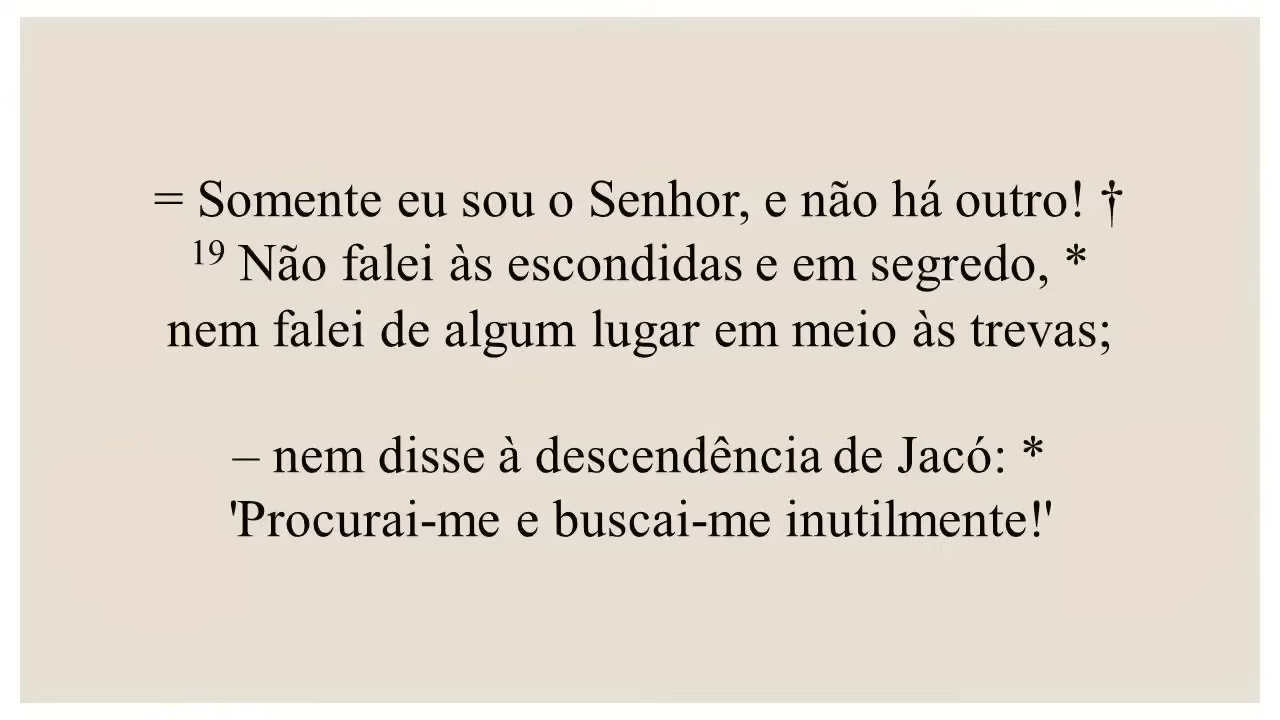 = Somente eu sou o Senhor, e não há outro! †
19 Não falei às escondidas e em segredo, *
nem falei de algum lugar em meio às trevas;
– nem disse à descendência de Jacó: *
'Procurai-me e buscai-me inutilmente!'